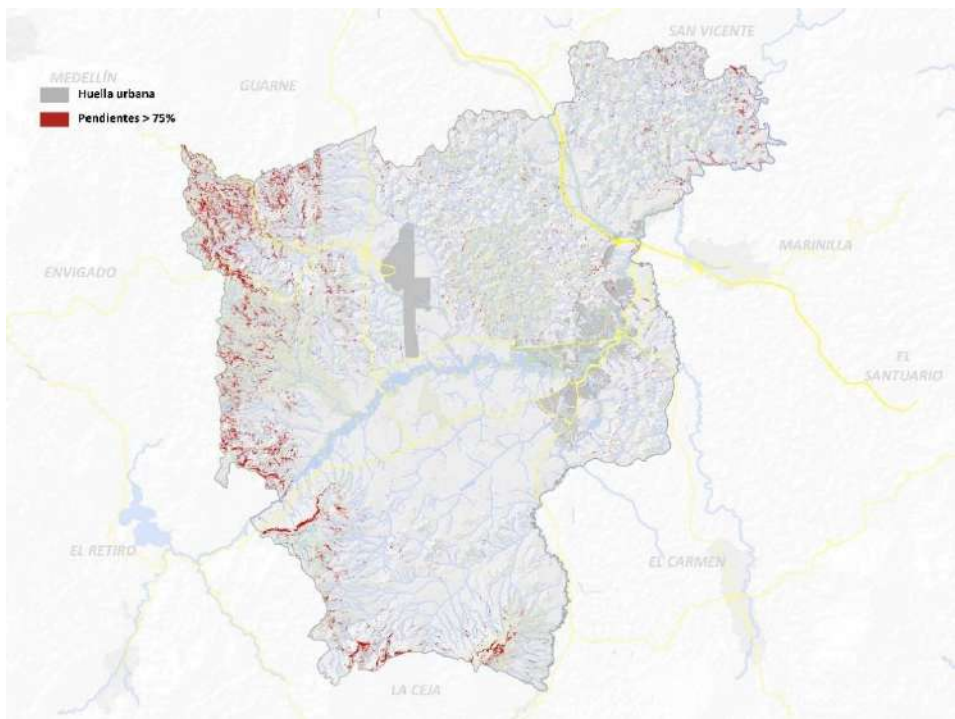 SAN VICENTE
MEDELLÍN
GUARNE
Huella urbana
Pendientes > 75%
MARINILLA
ENVIGADO
EL
SANTUARIO
EL RETIRO
EL CARMEN
LA CEJA